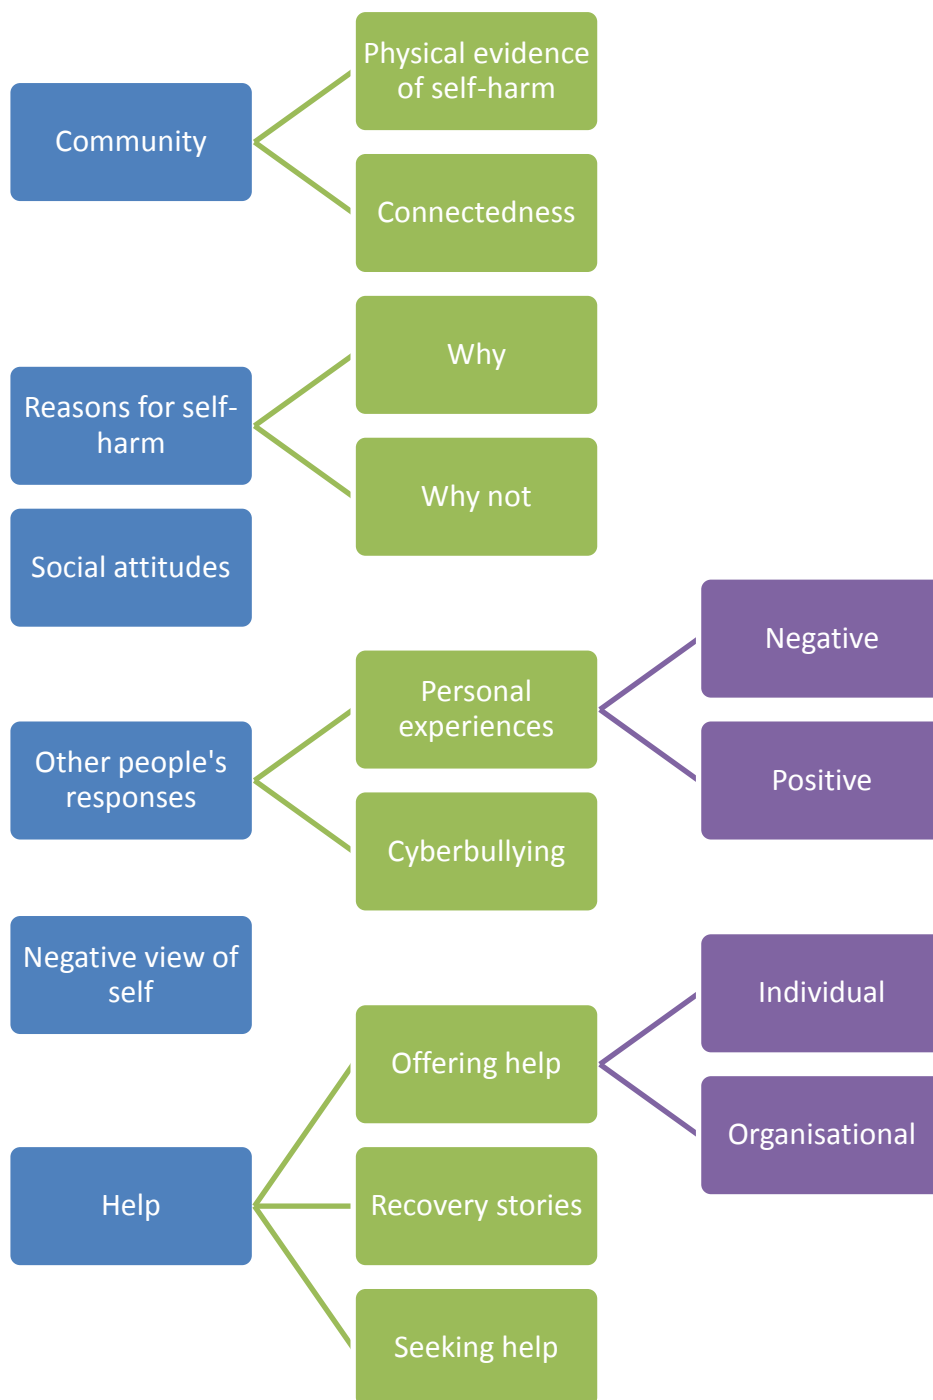 Physical evidence
of self-harm
Community
Connectedness
Why
Reasons for self-
harm
Why not
Social attitudes
Negative
Personal
experiences
Other people's
responses
Positive
Cyberbullying
Negative view of
self
Individual
Offering help
Organisational
Help
Recovery stories
Seeking help